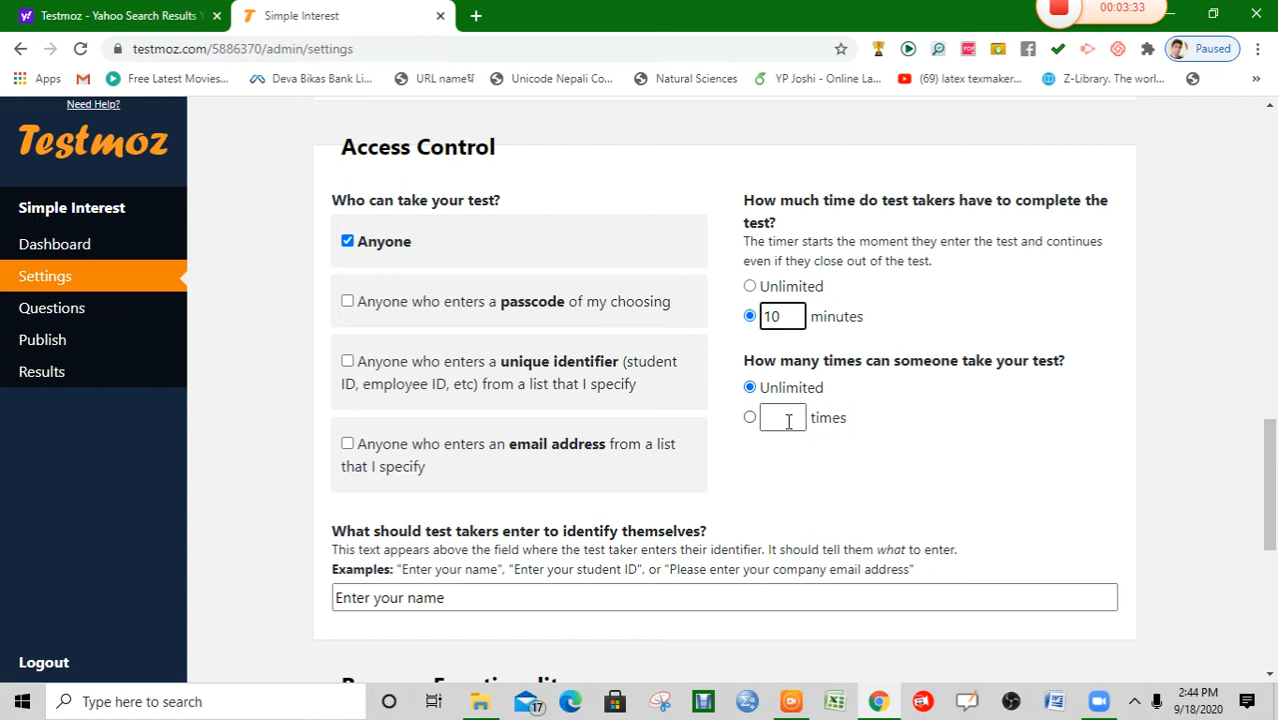 Testmoz - Yahoo Search Results
Simple Interest
00:03:33
testmoz.com/5886370/admin/settings
Paused
Apps
Free Latest Movies...
Deva Bikas Bank Li...
URL name
Unicode Nepali Co...
Natural Sciences
YP Joshi - Online La...
(69) latex texmaker...
Z-Library. The worl...
»
Need Help?
Testmoz
Simple Interest
Dashboard
Settings
Questions
Publish
Results
Logout
Access Control
Who can take your test?
Anyone
Anyone who enters a passcode of my choosing
Anyone who enters a unique identifier (student
ID, employee ID, etc) from a list that I specify
Anyone who enters an email address from a list
that I specify
How much time do test takers have to complete the
test?
The timer starts the moment they enter the test and continues
even if they close out of the test.
Unlimited
10 minutes
How many times can someone take your test?
Unlimited
times
What should test takers enter to identify themselves?
This text appears above the field where the test taker enters their identifier. It should tell them what to enter.
Examples: "Enter your name", "Enter your student ID", or "Please enter your company email address"
Enter your name
Type here to search
17
2:44 PM
9/18/2020